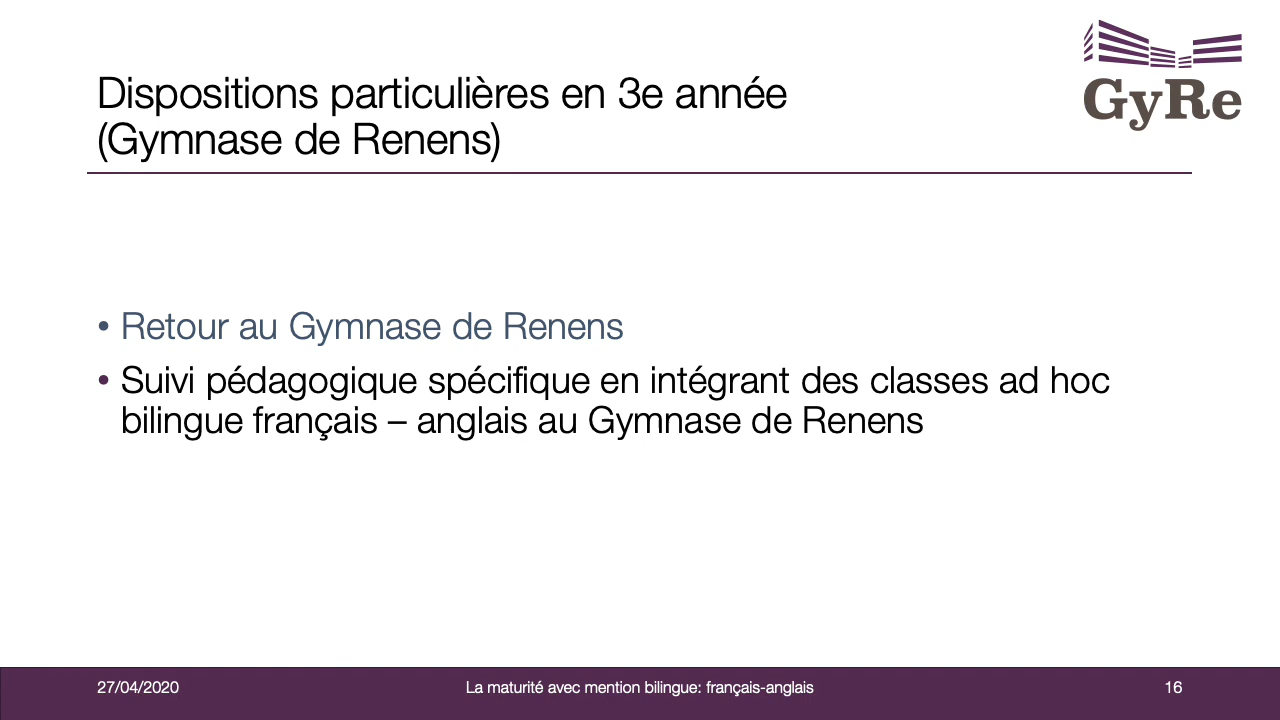 GyRe
Dispositions particulières en 3e année
(Gymnase de Renens)
• Retour au Gymnase de Renens
• Suivi pédagogique spécifique en intégrant des classes ad hoc
bilingue français – anglais au Gymnase de Renens
27/04/2020
La maturité avec mention bilingue: français-anglais
16